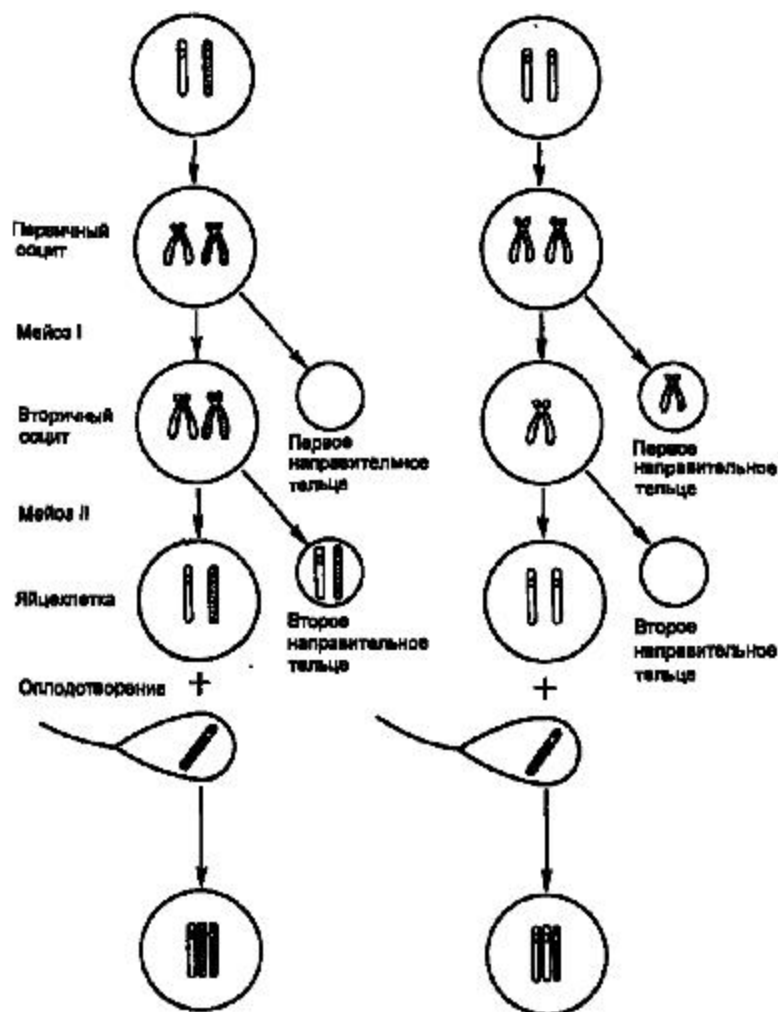 Первичный
ооцит
Мейоз I
Вторичный
ооцит
Первое
направительное
тельце
Первое
направительное
тельце
Мейоз II
Яйцеклетка
Второе
направительное
тельце
Второе
направительное
тельце
Оплодотворение +
+